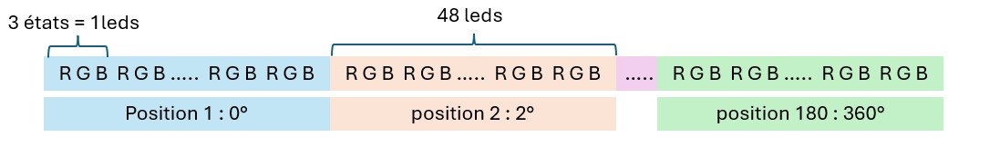 48 leds
3 états = 1leds
R G B R G B ..... R G B R G B R G B R G B ..... R G B R G B ..... R G B R G B ..... R G B R G B
Position 1 : 0° position 2 : 2° position 180 : 360°